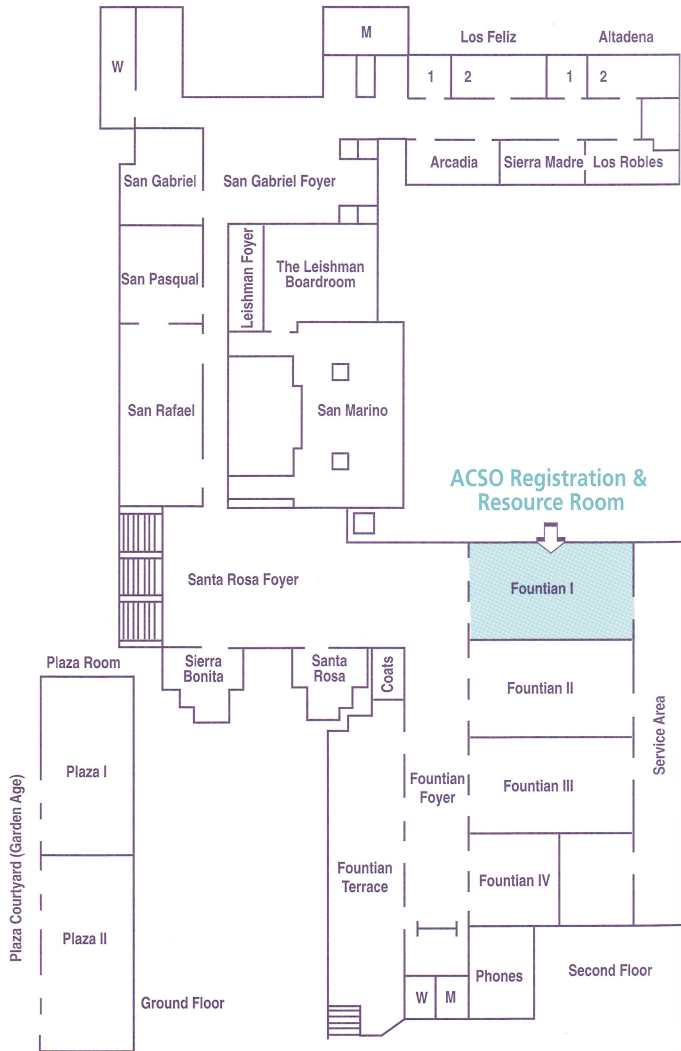 M
Los Feliz
Altadena
W
1
2
1
2
San Gabriel
San Gabriel Foyer
Arcadia
Sierra Madre
Los Robles
San Pasqual
Leishman Foyer
The Leishman
Boardroom
San Rafael
San Marino
ACSO Registration &
Resource Room
Santa Rosa Foyer
Fountian I
Plaza Room
Sierra
Bonita
Santa
Rosa
Coats
Fountian II
Service Area
Plaza I
Fountian
Foyer
Fountian III
Plaza Courtyard (Garden Age)
Fountian
Terrace
Fountian IV
Plaza II
Ground Floor
W
M
Phones
Second Floor